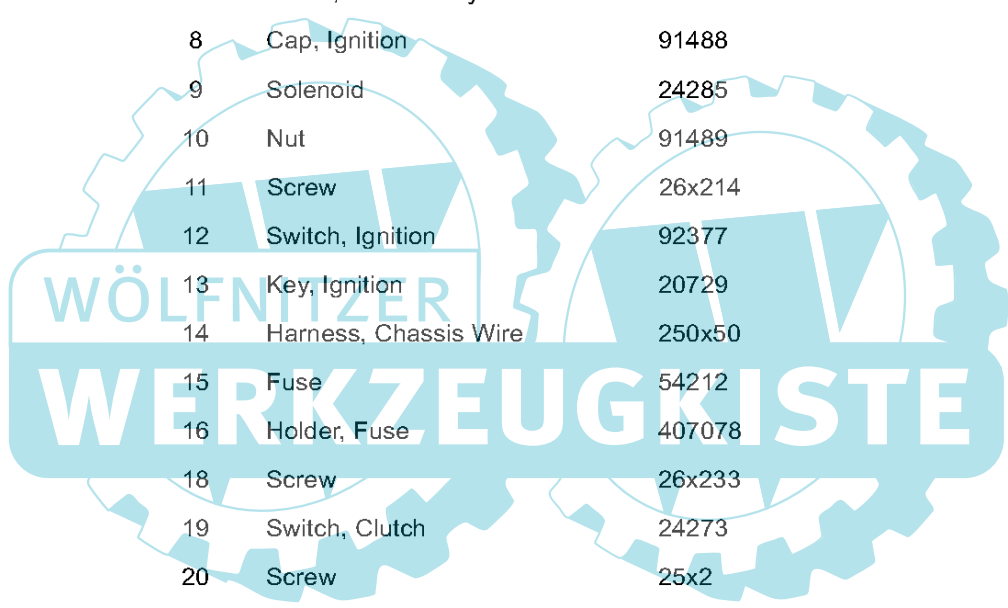 8 Cap, Ignition 91488
9 Solenoid 24285
10 Nut 91489
11 Screw 26x214
12 Switch, Ignition 92377
13 Key, Ignition 20729
14 Harness, Chassis Wire 250x50
15 Fuse 54212
16 Holder, Fuse 407078
18 Screw 26x233
19 Switch, Clutch 24273
20 Screw 25x2
WÖLFNITZER
WERKZEUGKISTE